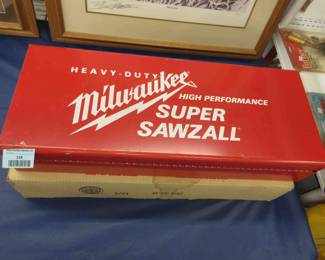 HEAVY-DUTY
Milwaukee
HIGH PERFORMANCE
SUPER
SAWZALL